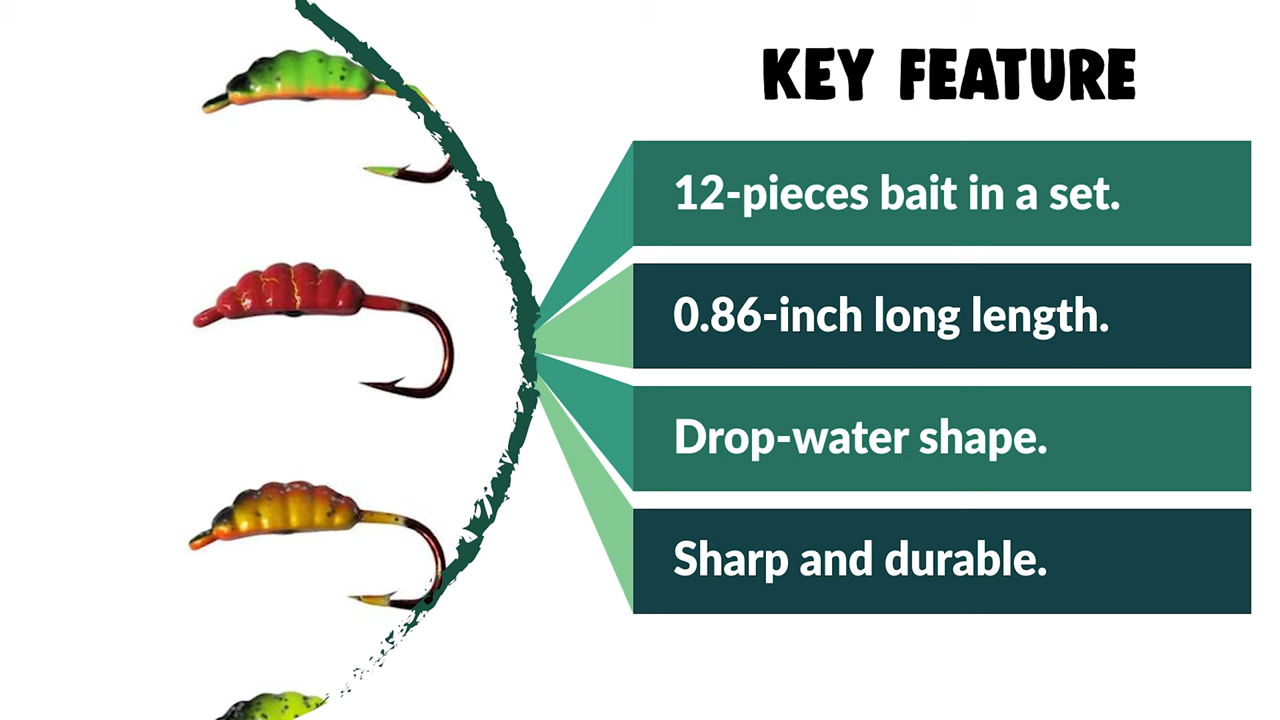 KEY FEATURE
12-pieces bait in a set.
0.86-inch long length.
Drop-water shape.
Sharp and durable.